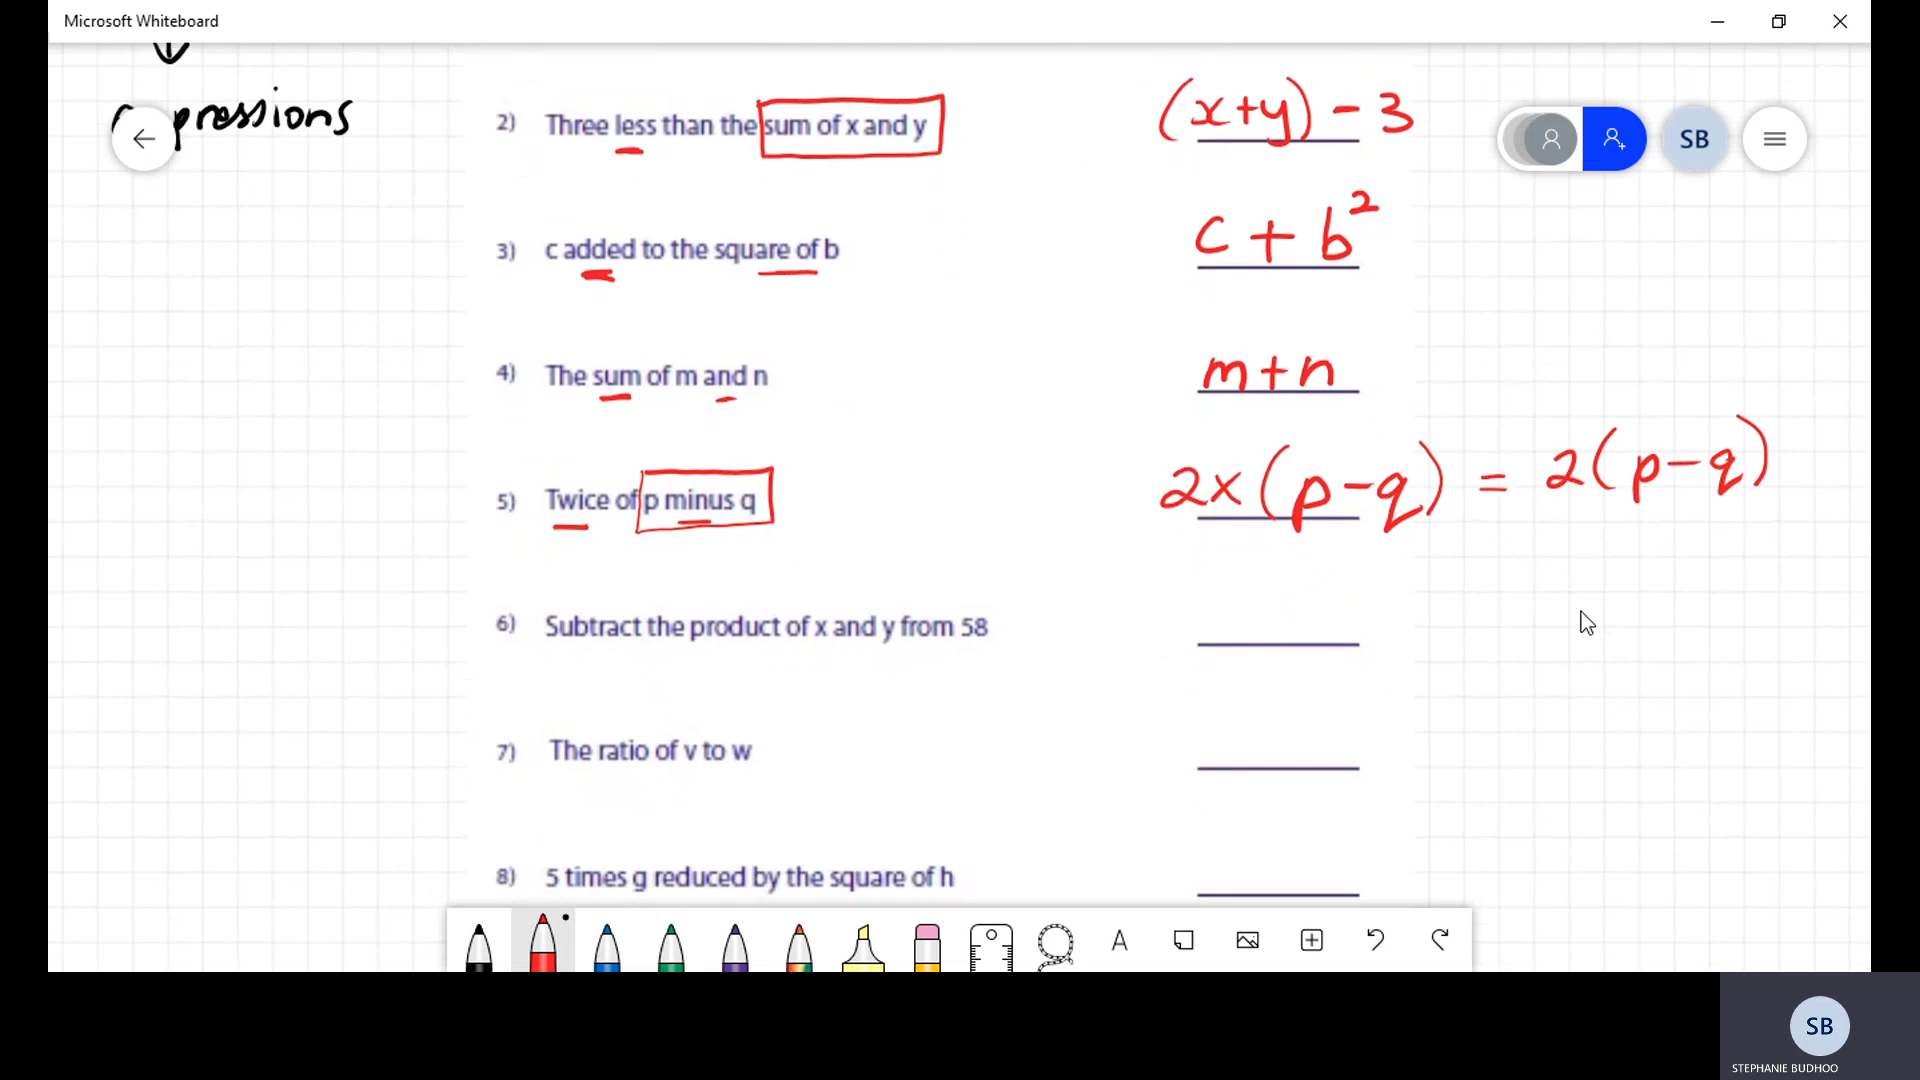 Microsoft Whiteboard
pressions
2) Three less than the sum of x and y (x+y) - 3
3) c added to the square of b c + b²
4) The sum of m and n m+n
5) Twice of p minus q 2x(p-q) = 2(p-q)
6) Subtract the product of x and y from 58
7) The ratio of v to w
8) 5 times g reduced by the square of h
SB
A
SB
STEPHANIE BUDHOO